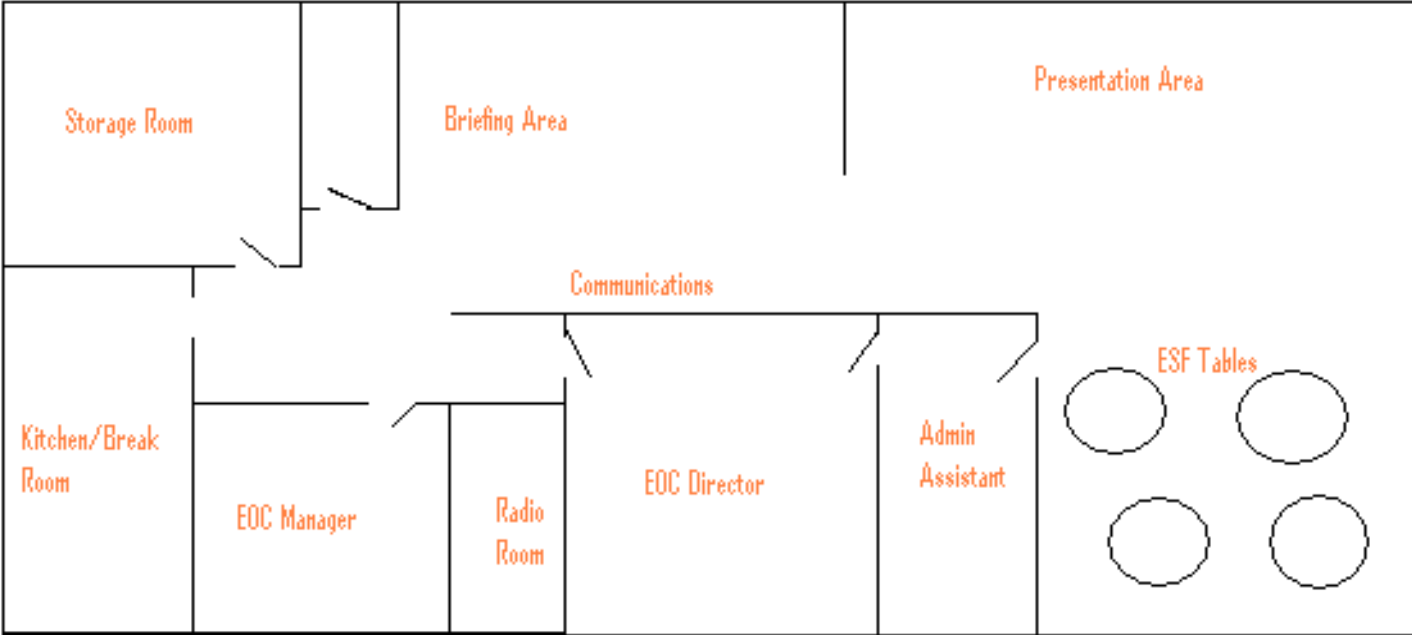 Presentation Area
Storage Room
Briefing Area
Communications
ESF Tables
Kitchen/Break
Room
Admin
Assistant
EOC Director
EOC Manager
Radio
Room